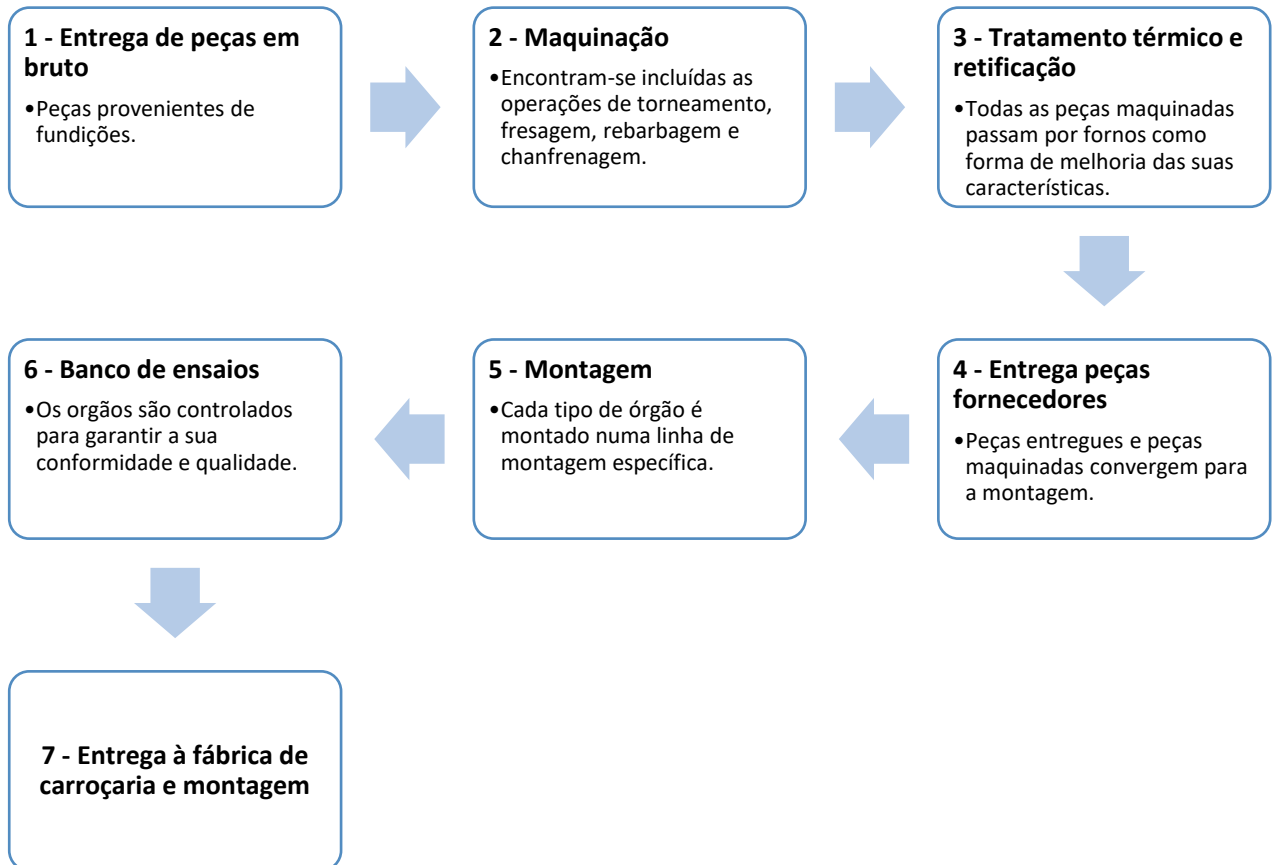 1 - Entrega de peças em
bruto
•Peças provenientes de
fundições.
2 - Maquinação
•Encontram-se incluídas as
operações de torneamento,
fresagem, rebarbagem e
chanfrenagem.
3 - Tratamento térmico e
retificação
•Todas as peças maquinadas
passam por fornos como
forma de melhoria das suas
características.
4 - Entrega peças
fornecedores
•Peças entregues e peças
maquinadas convergem para
a montagem.
5 - Montagem
•Cada tipo de órgão é
montado numa linha de
montagem específica.
6 - Banco de ensaios
•Os orgãos são controlados
para garantir a sua
conformidade e qualidade.
7 - Entrega à fábrica de
carroçaria e montagem